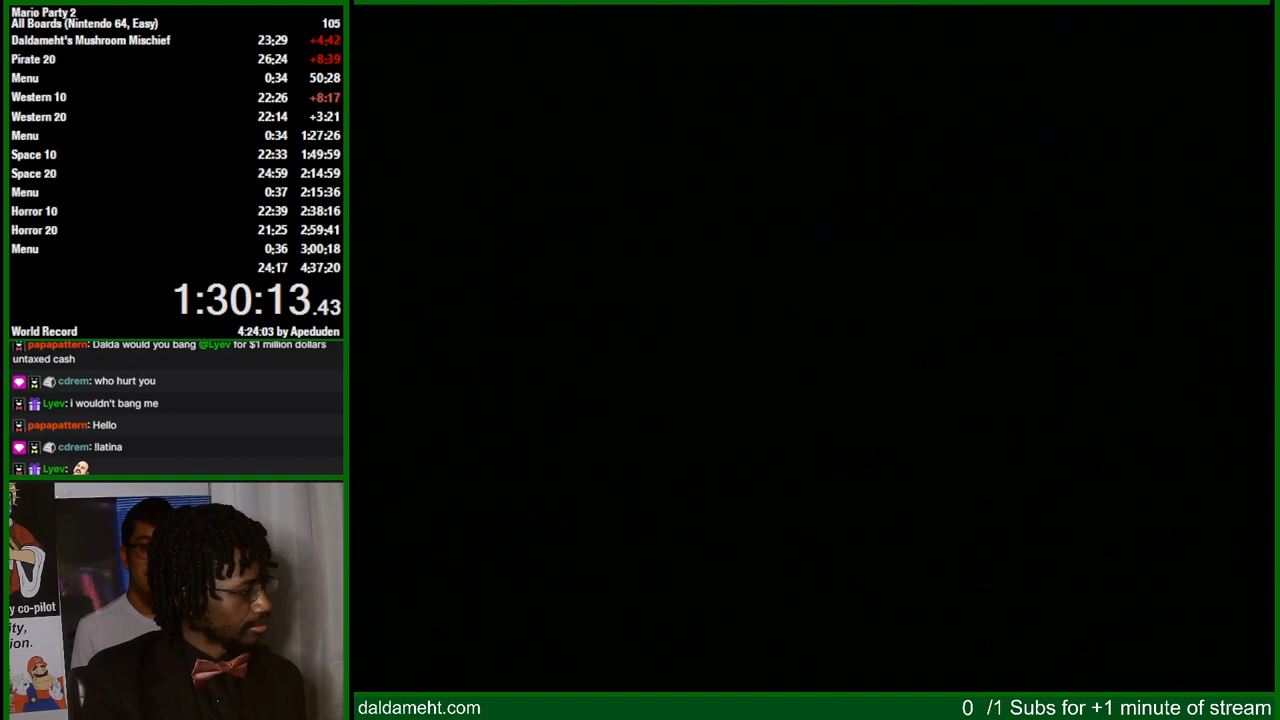 Mario Party 2
All Boards (Nintendo 64, Easy) 105
Daldameht's Mushroom Mischief 23:29 +4:42
Pirate 20 26:24 +8:39
Menu 0:34 50:28
Western 10 22:26 +8:17
Western 20 22:14 +3:21
Menu 0:34 1:27:26
Space 10 22:33 1:49:59
Space 20 24:59 2:14:59
Menu 0:37 2:15:36
Horror 10 22:39 2:38:16
Horror 20 21:25 2:59:41
Menu 0:36 3:00:18
24:17 4:37:20
1:30:13.43
World Record 4:24:03 by Apeduden
papapattern: Dalda would you bang @Lyev for $1 million dollars
untaxed cash
cdrem: who hurt you
Lyev: i wouldn't bang me
papapattern: Hello
cdrem: !latina
Lyev:
y co-pilot
ity,
ion.
daldameht.com 0 /1 Subs for +1 minute of stream